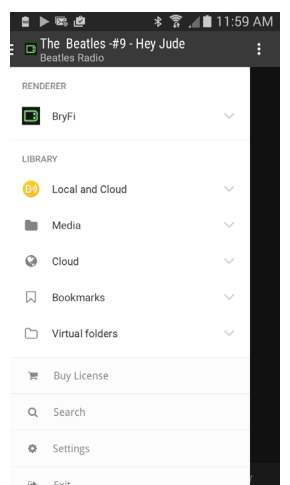 11:59 AM
The Beatles -#9 - Hey Jude
Beatles Radio
RENDERER
BryFi
LIBRARY
Local and Cloud
Media
Cloud
Bookmarks
Virtual folders
Buy License
Search
Settings
Exit